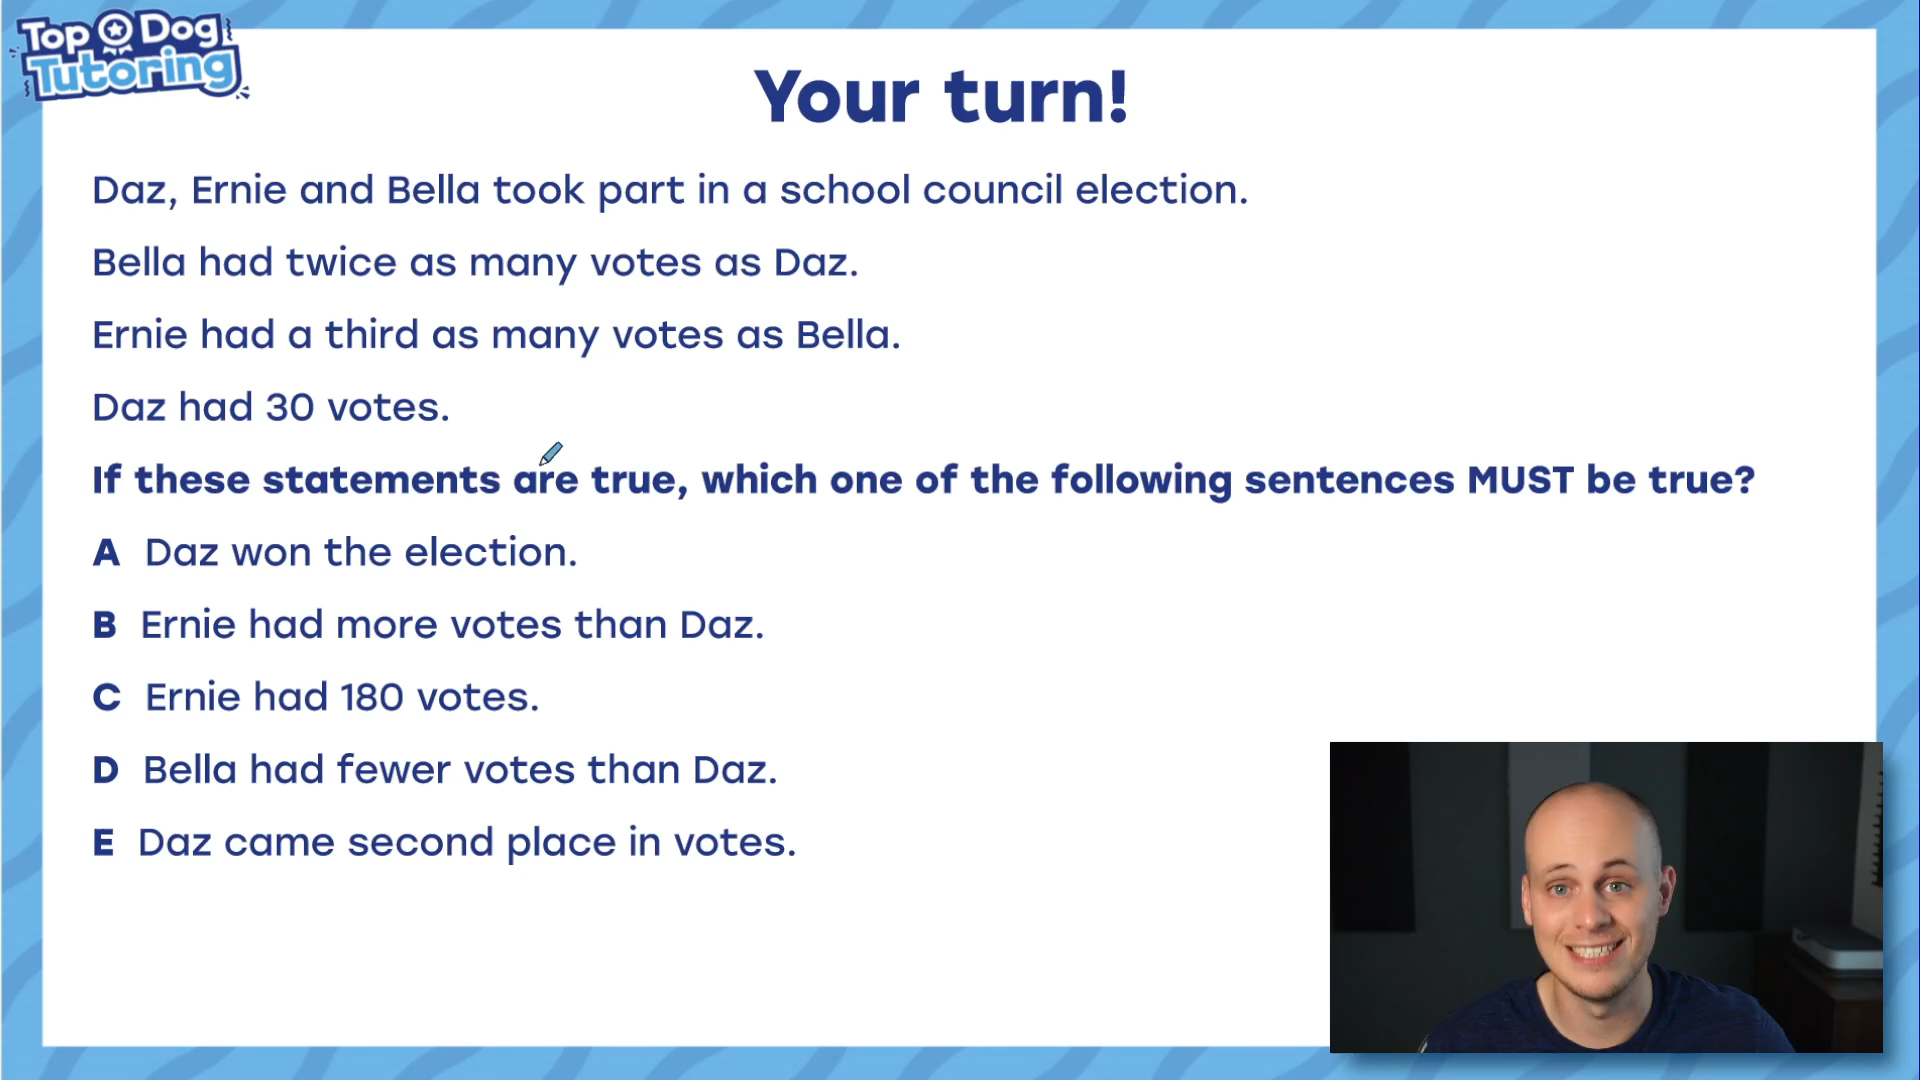 Top Dog
Tutoring
Your turn!
Daz, Ernie and Bella took part in a school council election.
Bella had twice as many votes as Daz.
Ernie had a third as many votes as Bella.
Daz had 30 votes.
If these statements are true, which one of the following sentences MUST be true?
A Daz won the election.
B Ernie had more votes than Daz.
C Ernie had 180 votes.
D Bella had fewer votes than Daz.
E Daz came second place in votes.